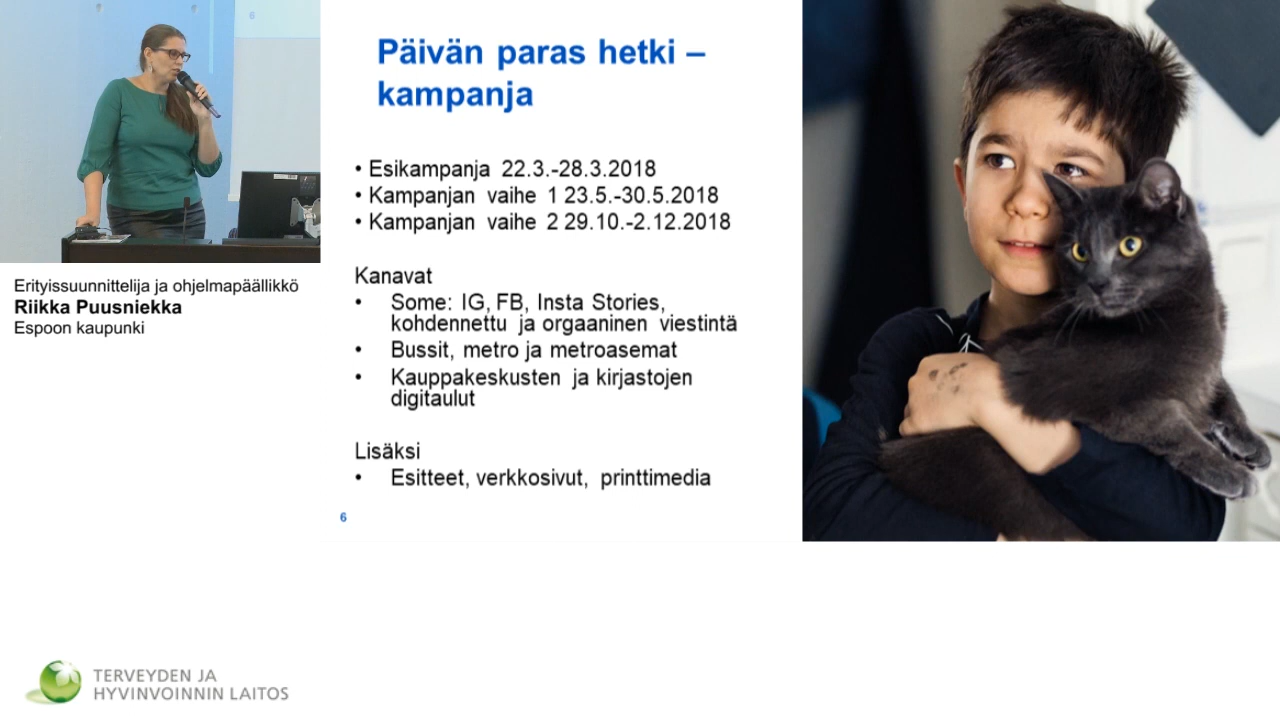 6
Erityissuunnittelija ja ohjelmapäällikkö
Riikka Puusniekka
Espoon kaupunki
Päivän paras hetki –
kampanja
• Esikampanja 22.3.-28.3.2018
• Kampanjan vaihe 1 23.5.-30.5.2018
• Kampanjan vaihe 2 29.10.-2.12.2018
Kanavat
• Some: IG, FB, Insta Stories,
kohdennettu ja orgaaninen viestintä
• Bussit, metro ja metroasemat
• Kauppakeskusten ja kirjastojen
digitaulut
Lisäksi
• Esitteet, verkkosivut, printtimedia
6
TERVEYDEN JA
HYVINVOINNIN LAITOS